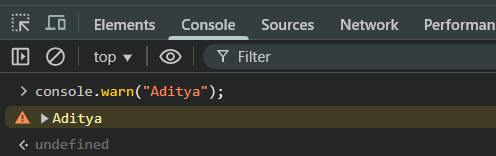 Elements Console Sources Network Performan
top ▼ Filter
> console.warn("Aditya");
▶ Aditya
undefined